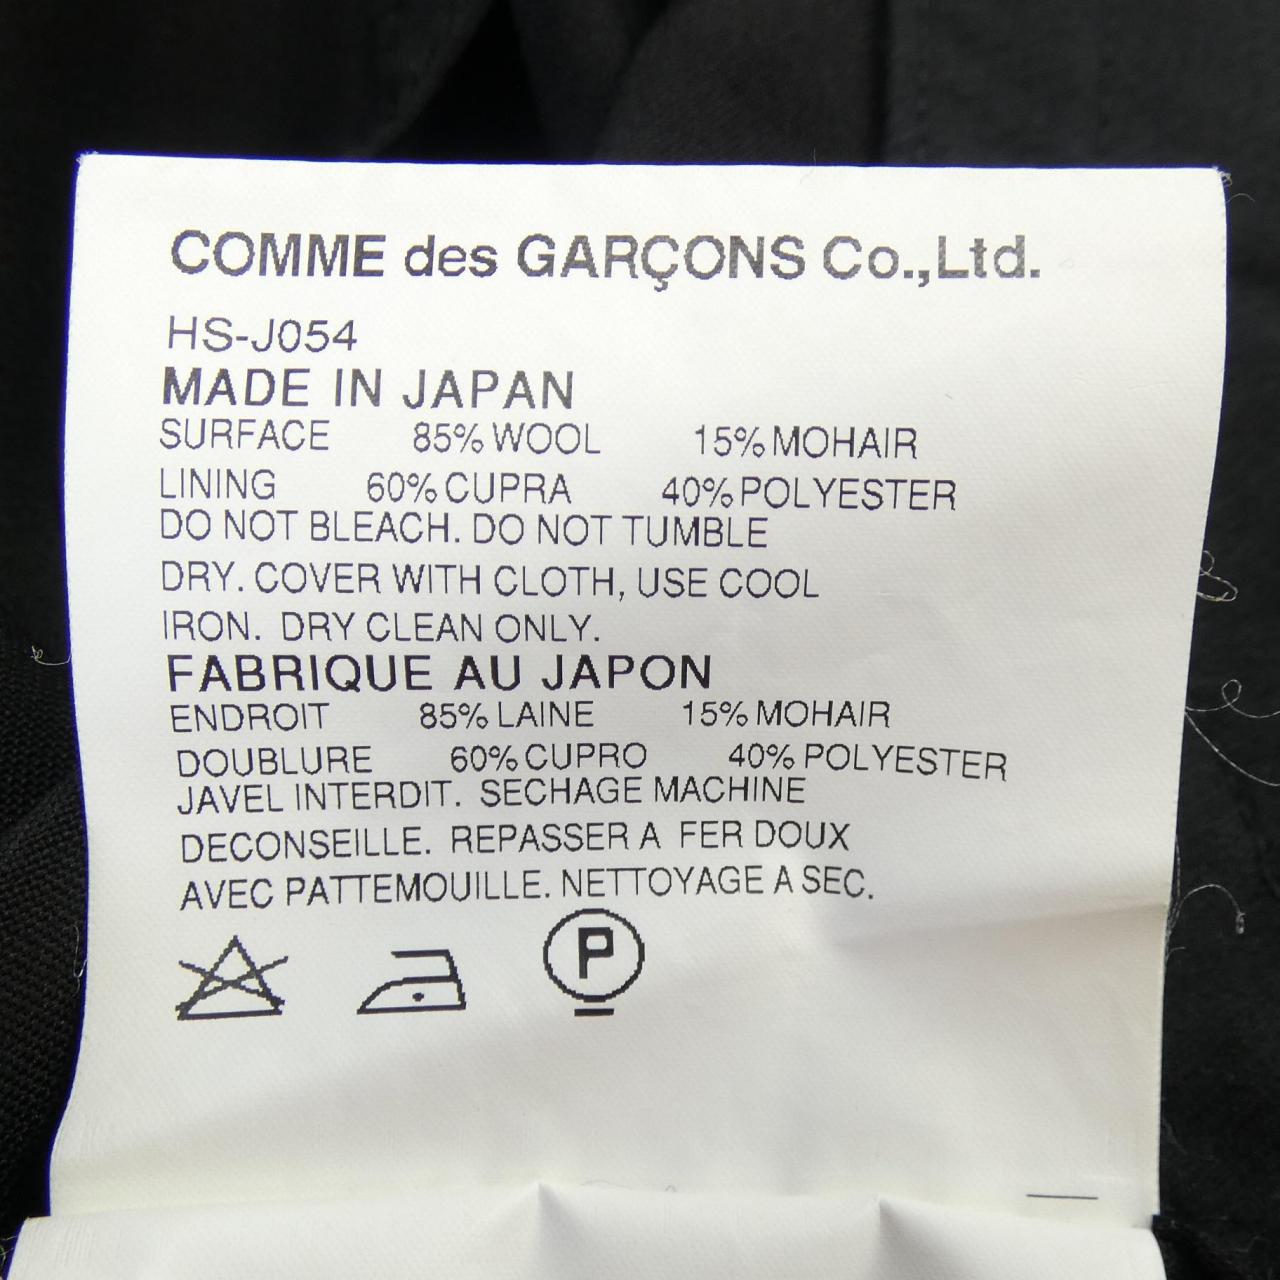 COMME des GARÇONS Co.,Ltd.
HS-J054
MADE IN JAPAN
SURFACE 85% WOOL 15% MOHAIR
LINING 60% CUPRA 40% POLYESTER
DO NOT BLEACH. DO NOT TUMBLE
DRY. COVER WITH CLOTH, USE COOL
IRON. DRY CLEAN ONLY.
FABRIQUE AU JAPON
ENDROIT 85% LAINE 15% MOHAIR
DOUBLURE 60% CUPRO 40% POLYESTER
JAVEL INTERDIT. SECHAGE MACHINE
DECONSEILLE. REPASSER A FER DOUX
AVEC PATTEMOUILLE. NETTOYAGE A SEC.
P